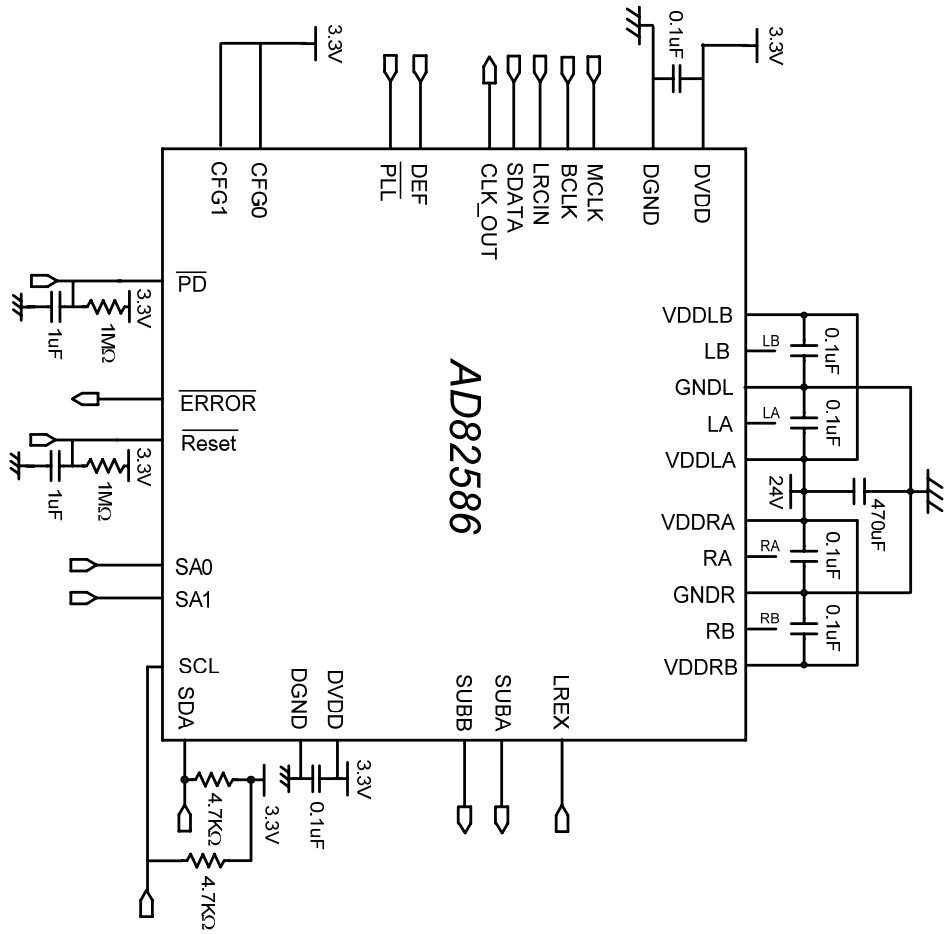 3.3V
0.1uF
3.3V
CFG1
CFG0
PLL
DEF
CLK_OUT
SDATA
LRCIN
BCLK
MCLK
DGND
DVDD
PD
3.3V
1uF
1MΩ
ERROR
Reset
3.3V
1uF
1MΩ
SA0
SA1
SCL
SDA
AD82586
VDDLB
LB
LB
0.1uF
GNDL
LA
LA
0.1uF
VDDLA
24V
470uF
VDDRA
RA
RA
0.1uF
GNDR
RB
RB
0.1uF
VDDRB
DGND
DVDD
SUBB
SUBA
LREX
3.3V
0.1uF
3.3V
4.7KΩ
4.7KΩ